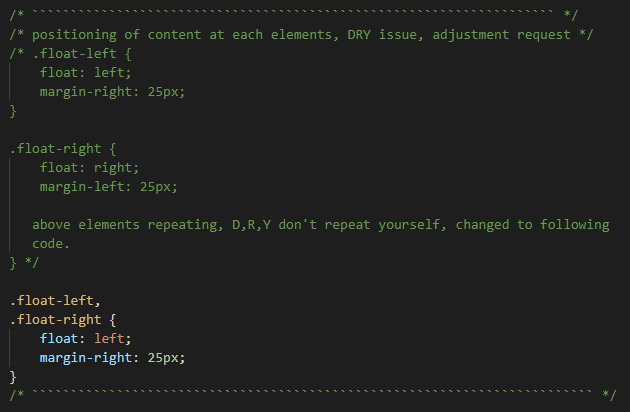 /* ```````````````````````````````````````````````````````````````````` */
/* positioning of content at each elements, DRY issue, adjustment request */
/* .float-left {
float: left;
margin-right: 25px;
}
.float-right {
float: right;
margin-left: 25px;
above elements repeating, D,R,Y don't repeat yourself, changed to following
code.
} */
.float-left,
.float-right {
float: left;
margin-right: 25px;
}
/* ````````````````````````````````````````````````````````````````````````` */